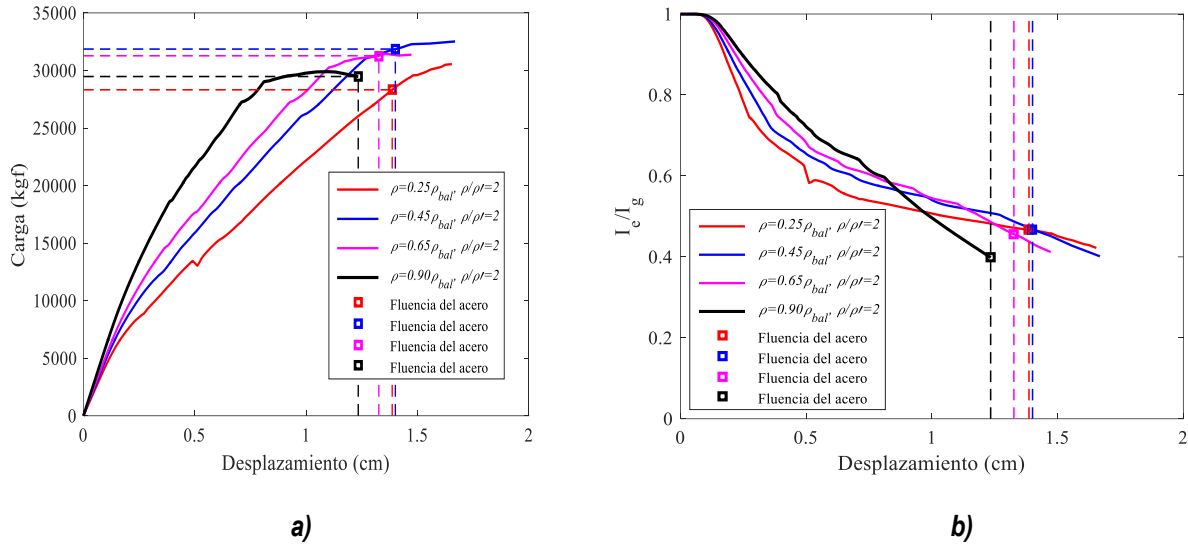 a)
35000
30000
25000
20000
15000
10000
5000
0
Carga (kgf)
0 0.5 1 1.5 2
Desplazamiento (cm)
ρ=0.25ρbal, ρ/ρ′=2
ρ=0.45ρbal, ρ/ρ′=2
ρ=0.65ρbal, ρ/ρ′=2
ρ=0.90ρbal, ρ/ρ′=2
Fluencia del acero
Fluencia del acero
Fluencia del acero
Fluencia del acero
b)
1
0.8
0.6
0.4
0.2
0
Ie/Ig
0 0.5 1 1.5 2
Desplazamiento (cm)
ρ=0.25ρbal, ρ/ρ′=2
ρ=0.45ρbal, ρ/ρ′=2
ρ=0.65ρbal, ρ/ρ′=2
ρ=0.90ρbal, ρ/ρ′=2
Fluencia del acero
Fluencia del acero
Fluencia del acero
Fluencia del acero